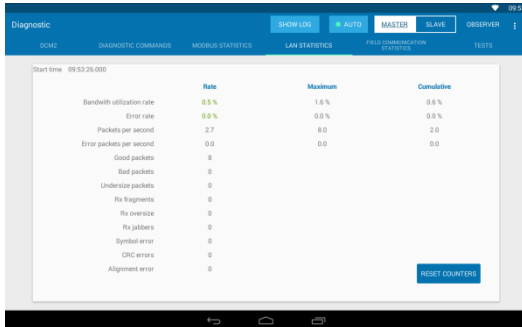 09:5
Diagnostic SHOW LOG AUTO MASTER SLAVE OBSERVER
DCM2 DIAGNOSTIC COMMANDS MODBUS STATISTICS LAN STATISTICS FIELD COMMUNICATION STATISTICS TESTS
Start time 09:53:26.000
Rate Maximum Cumulative
Bandwith utilization rate 0.5 % 1.6 % 0.6 %
Error rate 0.0 % 0.0 % 0.0 %
Packets per second 2.7 8.0 2.0
Error packets per second 0.0 0.0 0.0
Good packets 8
Bad packets 0
Undersize packets 0
Rx fragments 0
Rx oversize 0
Rx jabbers 0
Symbol error 0
CRC errors 0
Alignment error 0
RESET COUNTERS